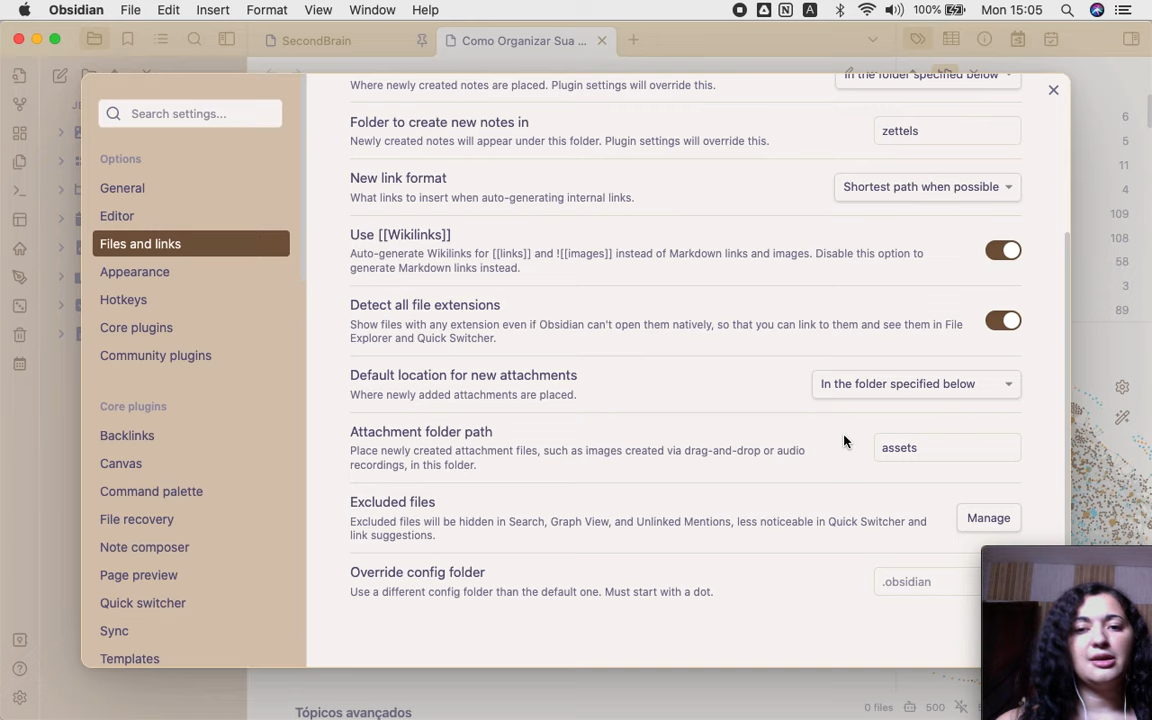 Obsidian File Edit Insert Format View Window Help
100% Mon 15:05
SecondBrain
Como Organizar Sua ...
Search settings...
Options
General
Editor
Files and links
Appearance
Hotkeys
Core plugins
Community plugins
Core plugins
Backlinks
Canvas
Command palette
File recovery
Note composer
Page preview
Quick switcher
Sync
Templates
In the folder specified below
Where newly created notes are placed. Plugin settings will override this.
Folder to create new notes in
Newly created notes will appear under this folder. Plugin settings will override this.
zettels
New link format
What links to insert when auto-generating internal links.
Shortest path when possible
Use [[Wikilinks]]
Auto-generate Wikilinks for [[links]] and ![[images]] instead of Markdown links and images. Disable this option to
generate Markdown links instead.
Detect all file extensions
Show files with any extension even if Obsidian can't open them natively, so that you can link to them and see them in File
Explorer and Quick Switcher.
Default location for new attachments
Where newly added attachments are placed.
In the folder specified below
Attachment folder path
Place newly created attachment files, such as images created via drag-and-drop or audio
recordings, in this folder.
assets
Excluded files
Excluded files will be hidden in Search, Graph View, and Unlinked Mentions, less noticeable in Quick Switcher and
link suggestions.
Manage
Override config folder
Use a different config folder than the default one. Must start with a dot.
.obsidian
6
5
11
4
109
108
58
3
89
Tópicos avançados
0 files
500